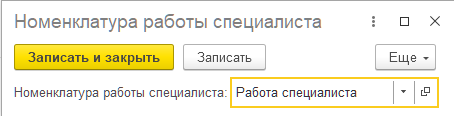 Номенклатура работы специалиста
Записать и закрыть Записать Еще
Номенклатура работы специалиста: Работа специалиста